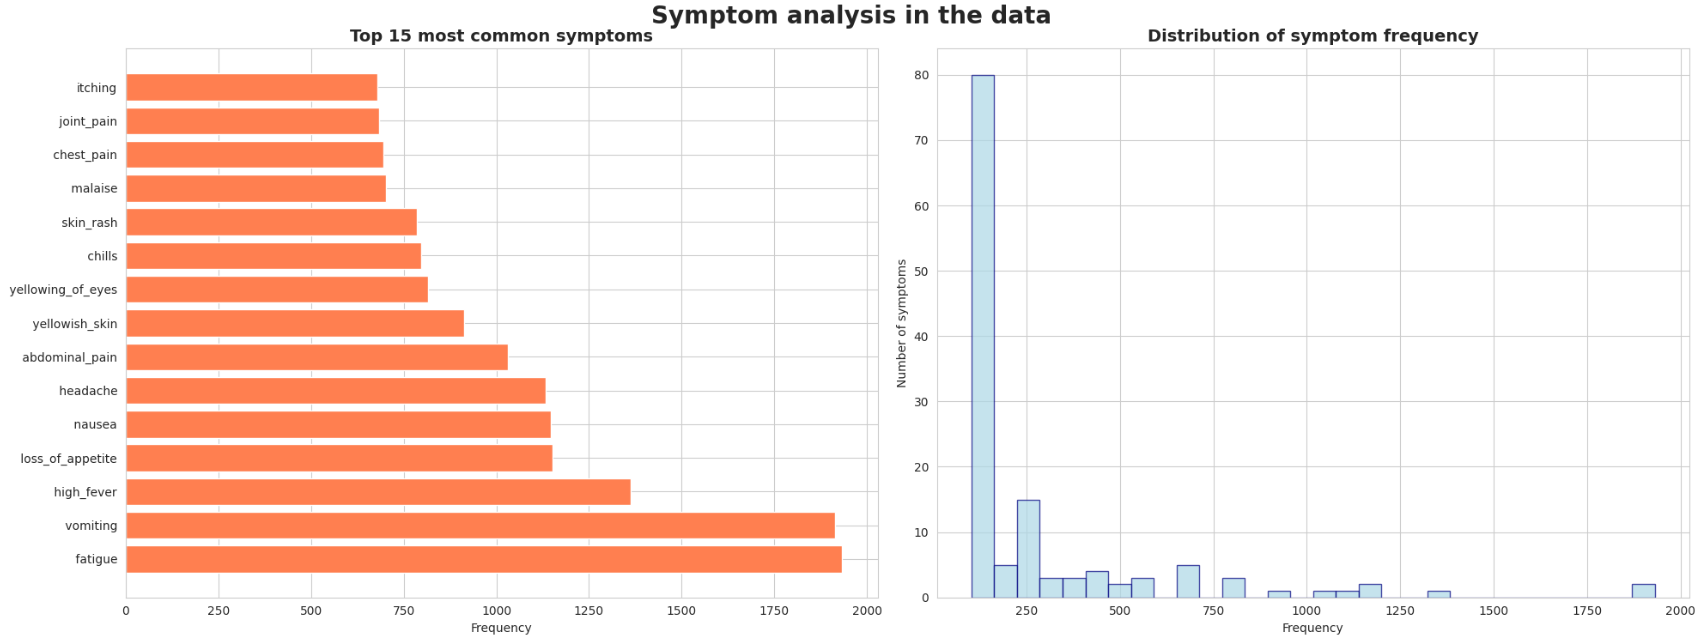 Symptom analysis in the data
Top 15 most common symptoms
itching
joint_pain
chest_pain
malaise
skin_rash
chills
yellowing_of_eyes
yellowish_skin
abdominal_pain
headache
nausea
loss_of_appetite
high_fever
vomiting
fatigue
0 250 500 750 1000 1250 1500 1750 2000
Frequency
Distribution of symptom frequency
Number of symptoms
80
70
60
50
40
30
20
10
0
250 500 750 1000 1250 1500 1750 2000
Frequency